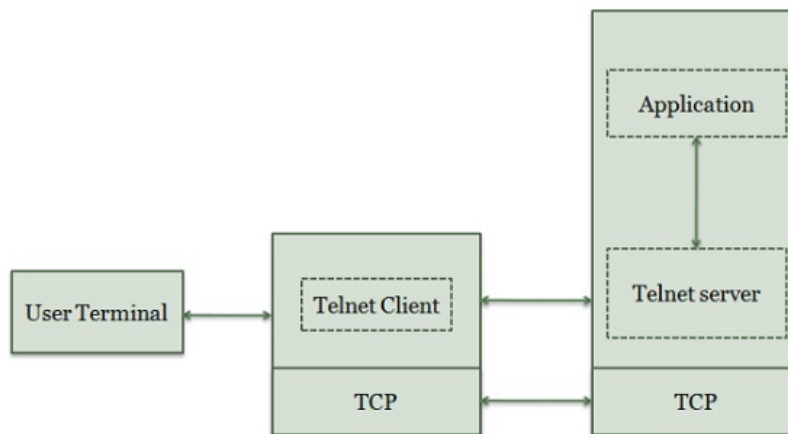 Application
User Terminal
Telnet Client
Telnet server
TCP
TCP